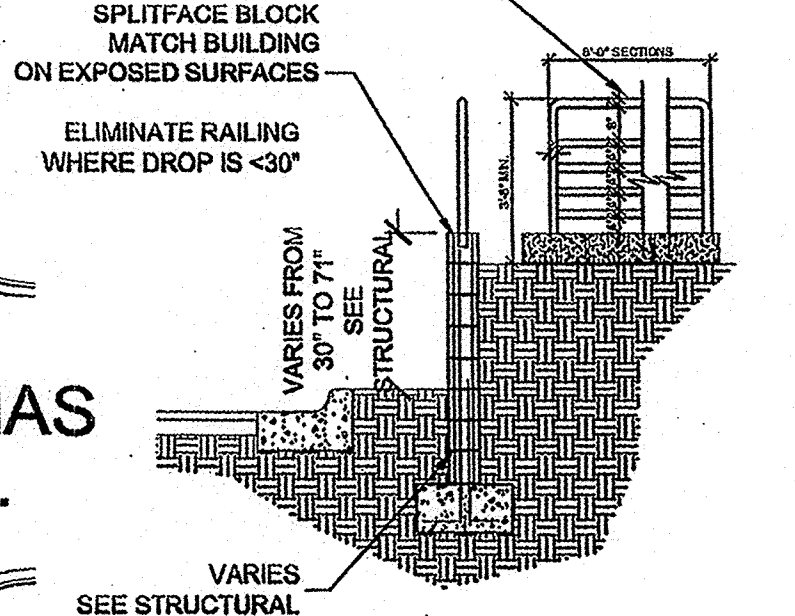 SPLITFACE BLOCK
MATCH BUILDING
ON EXPOSED SURFACES
ELIMINATE RAILING
WHERE DROP IS <30"
8'-0" SECTIONS
3'-6" MIN.
VARIES FROM
30" TO 71"
SEE
STRUCTURAL
VARIES
SEE STRUCTURAL